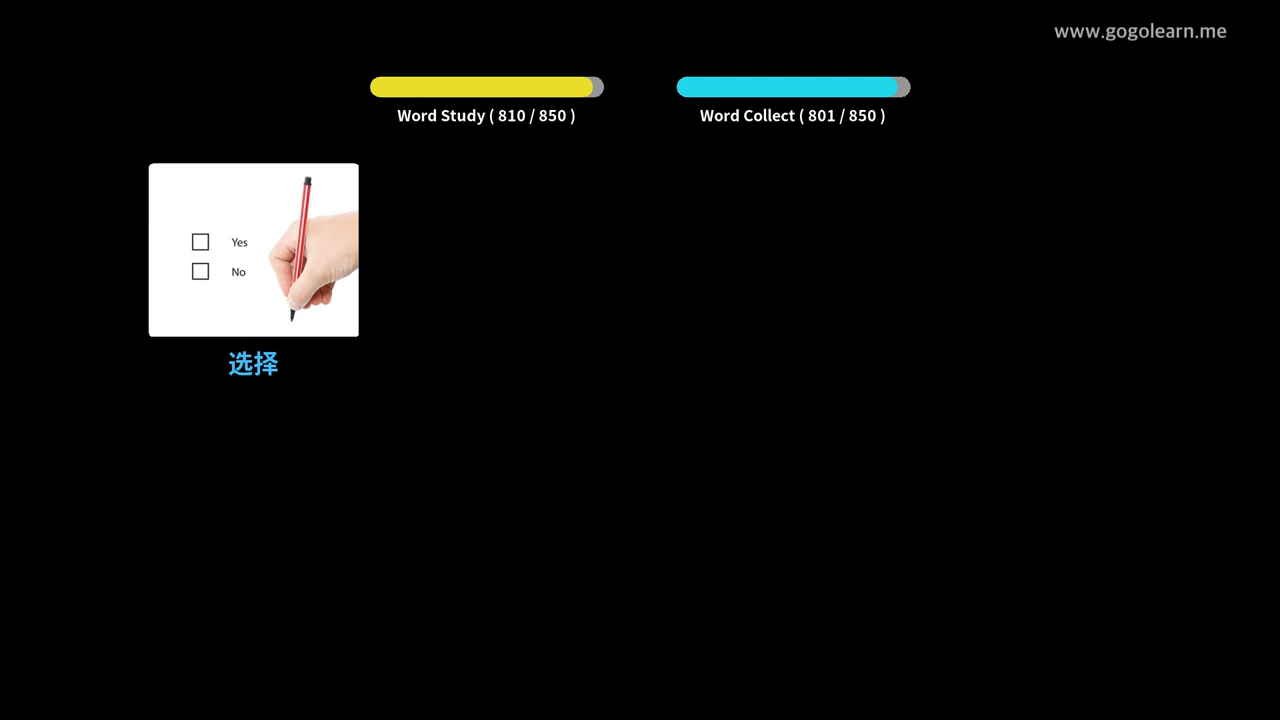 www.gogolearn.me
Word Study ( 810 / 850 )
Word Collect ( 801 / 850 )
Yes
No
选择